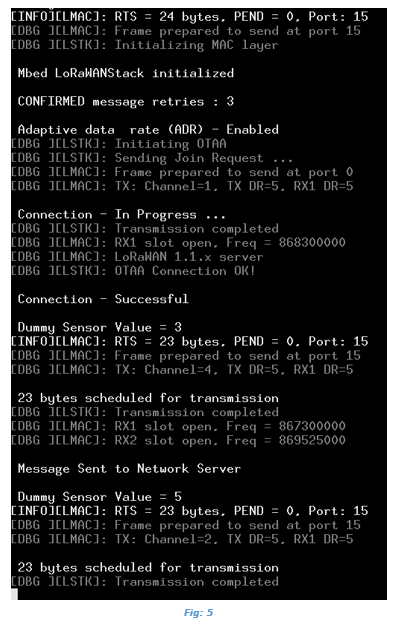 [INFO][LMAC]: RTS = 24 bytes, PEND = 0, Port: 15
[DBG ][LMAC]: Frame prepared to send at port 15
[DBG ][LSTK]: Initializing MAC layer
Mbed LoRaWANStack initialized
CONFIRMED message retries : 3
Adaptive data  rate (ADR) - Enabled
[DBG ][LSTK]: Initiating OTAA
[DBG ][LSTK]: Sending Join Request ...
[DBG ][LMAC]: Frame prepared to send at port 0
[DBG ][LMAC]: TX: Channel=1, TX DR=5, RX1 DR=5
Connection - In Progress ...
[DBG ][LSTK]: Transmission completed
[DBG ][LMAC]: RX1 slot open, Freq = 868300000
[DBG ][LMAC]: LoRaWAN 1.1.x server
[DBG ][LSTK]: OTAA Connection OK!
Connection - Successful
Dummy Sensor Value = 3
[INFO][LMAC]: RTS = 23 bytes, PEND = 0, Port: 15
[DBG ][LMAC]: Frame prepared to send at port 15
[DBG ][LMAC]: TX: Channel=4, TX DR=5, RX1 DR=5
23 bytes scheduled for transmission
[DBG ][LSTK]: Transmission completed
[DBG ][LMAC]: RX1 slot open, Freq = 867300000
[DBG ][LMAC]: RX2 slot open, Freq = 869525000
Message Sent to Network Server
Dummy Sensor Value = 5
[INFO][LMAC]: RTS = 23 bytes, PEND = 0, Port: 15
[DBG ][LMAC]: Frame prepared to send at port 15
[DBG ][LMAC]: TX: Channel=2, TX DR=5, RX1 DR=5
23 bytes scheduled for transmission
[DBG ][LSTK]: Transmission completed
Fig: 5